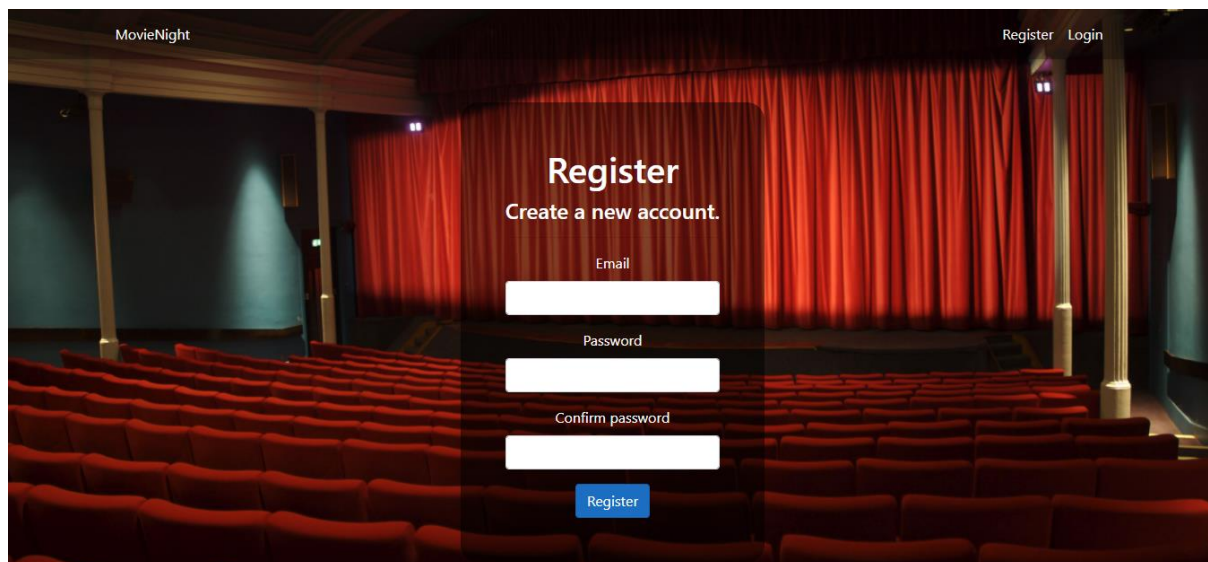 MovieNight
Register Login
Register
Create a new account.
Email
Password
Confirm password
Register